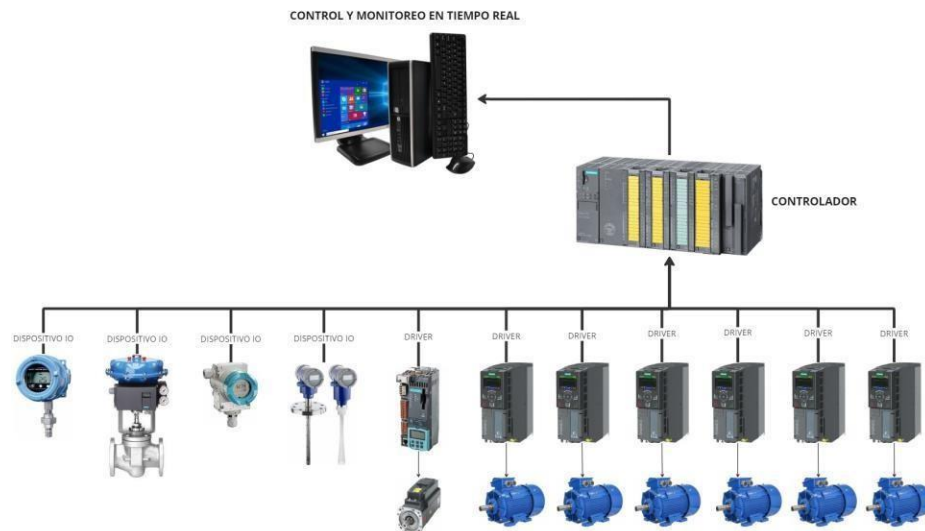 CONTROL Y MONITOREO EN TIEMPO REAL
CONTROLADOR
DISPOSITIVO IO
DISPOSITIVO IO
DISPOSITIVO IO
DISPOSITIVO IO
DRIVER
DRIVER
DRIVER
DRIVER
DRIVER
DRIVER
DRIVER